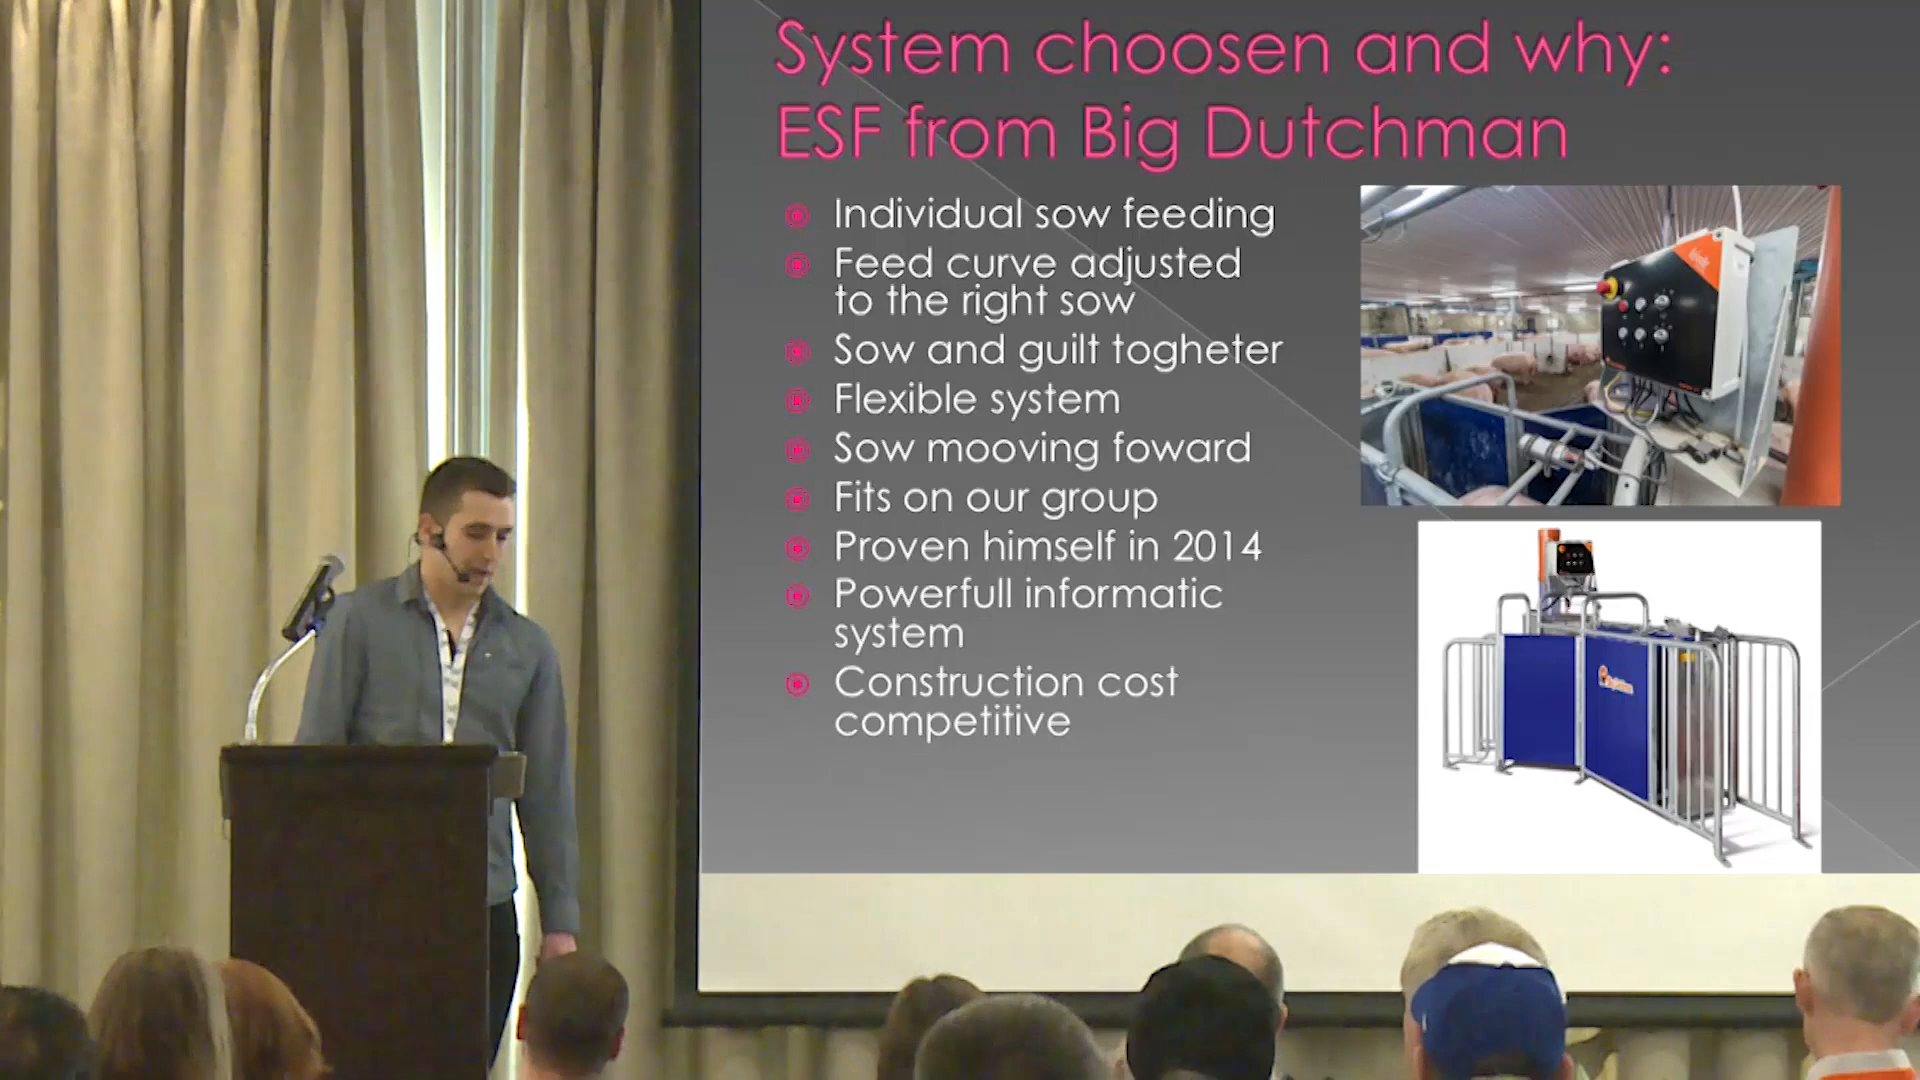 System choosen and why:
ESF from Big Dutchman
Individual sow feeding
Feed curve adjusted
to the right sow
Sow and guilt togheter
Flexible system
Sow mooving foward
Fits on our group
Proven himself in 2014
Powerfull informatic
system
Construction cost
competitive